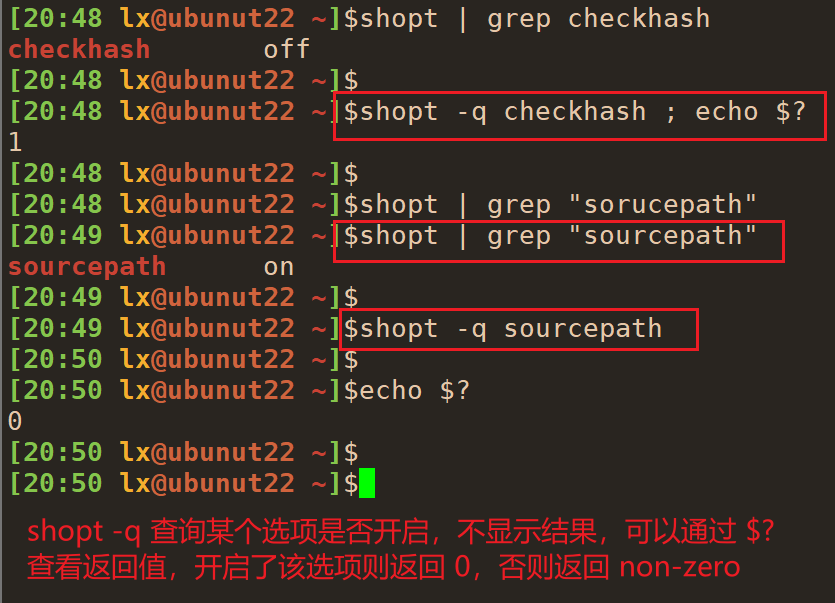 [20:48 lx@ubunut22 ~]$shopt | grep checkhash
checkhash       off
[20:48 lx@ubunut22 ~]$
[20:48 lx@ubunut22 ~]$shopt -q checkhash ; echo $?
1
[20:48 lx@ubunut22 ~]$
[20:48 lx@ubunut22 ~]$shopt | grep "sorucepath"
[20:49 lx@ubunut22 ~]$shopt | grep "sourcepath"
sourcepath      on
[20:49 lx@ubunut22 ~]$
[20:49 lx@ubunut22 ~]$shopt -q sourcepath
[20:50 lx@ubunut22 ~]$
[20:50 lx@ubunut22 ~]$echo $?
0
[20:50 lx@ubunut22 ~]$
[20:50 lx@ubunut22 ~]$
shopt -q 查询某个选项是否开启，不显示结果，可以通过 $?
查看返回值，开启了该选项则返回 0，否则返回 non-zero